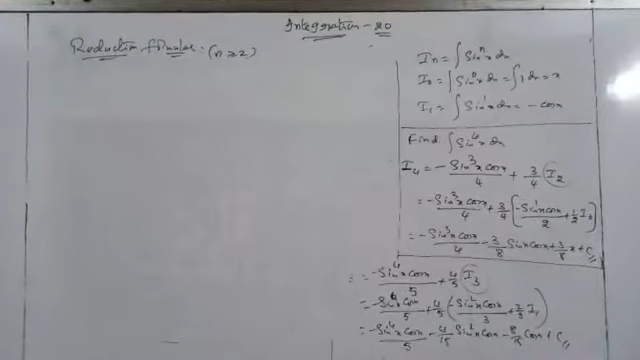 Integration - 20
Reduction formulae : (n ≥ 2)
Iₙ = ∫ Sinⁿx dx
I₀ = ∫ Sin⁰x dx = ∫ 1 dx = x
I₁ = ∫ Sin¹x dx = - cosx
Find ∫ Sin⁴x dx
I₄ = - Sin³x cosx / 4 + 3/4 I₂
= - Sin³x cosx / 4 + 3/4 [ - Sin¹x cosx / 2 + 1/2 I₀ ]
= - Sin³x cosx / 4 - 3/8 Sinx cosx + 3/8 x + C //
= - Sin⁴x cosx / 5 + 4/5 I₃
= - Sin⁴x cosx / 5 + 4/5 ( - Sin²x cosx / 3 + 2/3 I₁ )
= - Sin⁴x cosx / 5 - 4/15 Sin²x cosx - 8/15 cosx + C //